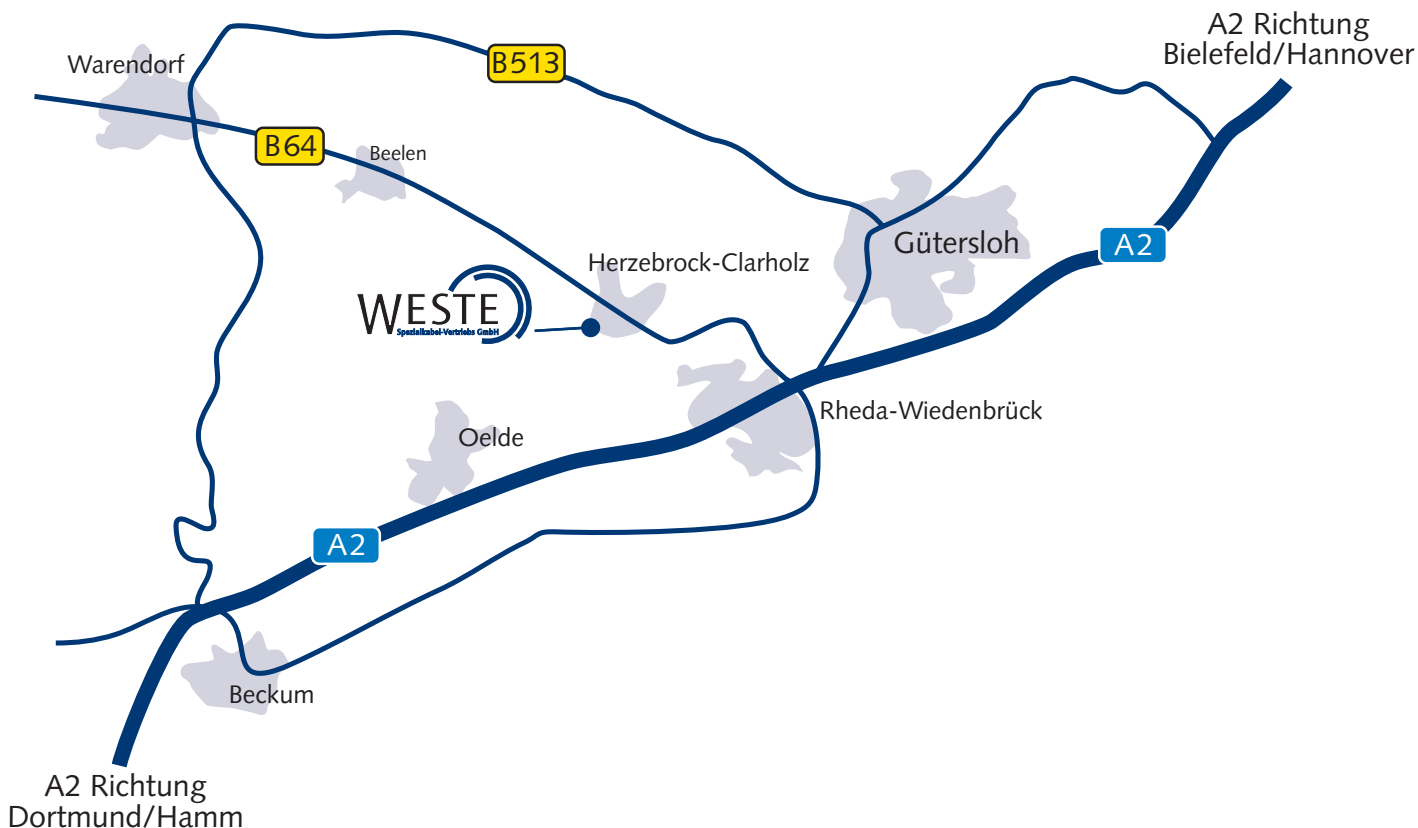 A2 Richtung
Bielefeld/Hannover
Warendorf
B513
B64
Beelen
Gütersloh
A2
Herzebrock-Clarholz
WESTE
Spezialkabel-Vertriebs GmbH
Rheda-Wiedenbrück
Oelde
A2
Beckum
A2 Richtung
Dortmund/Hamm